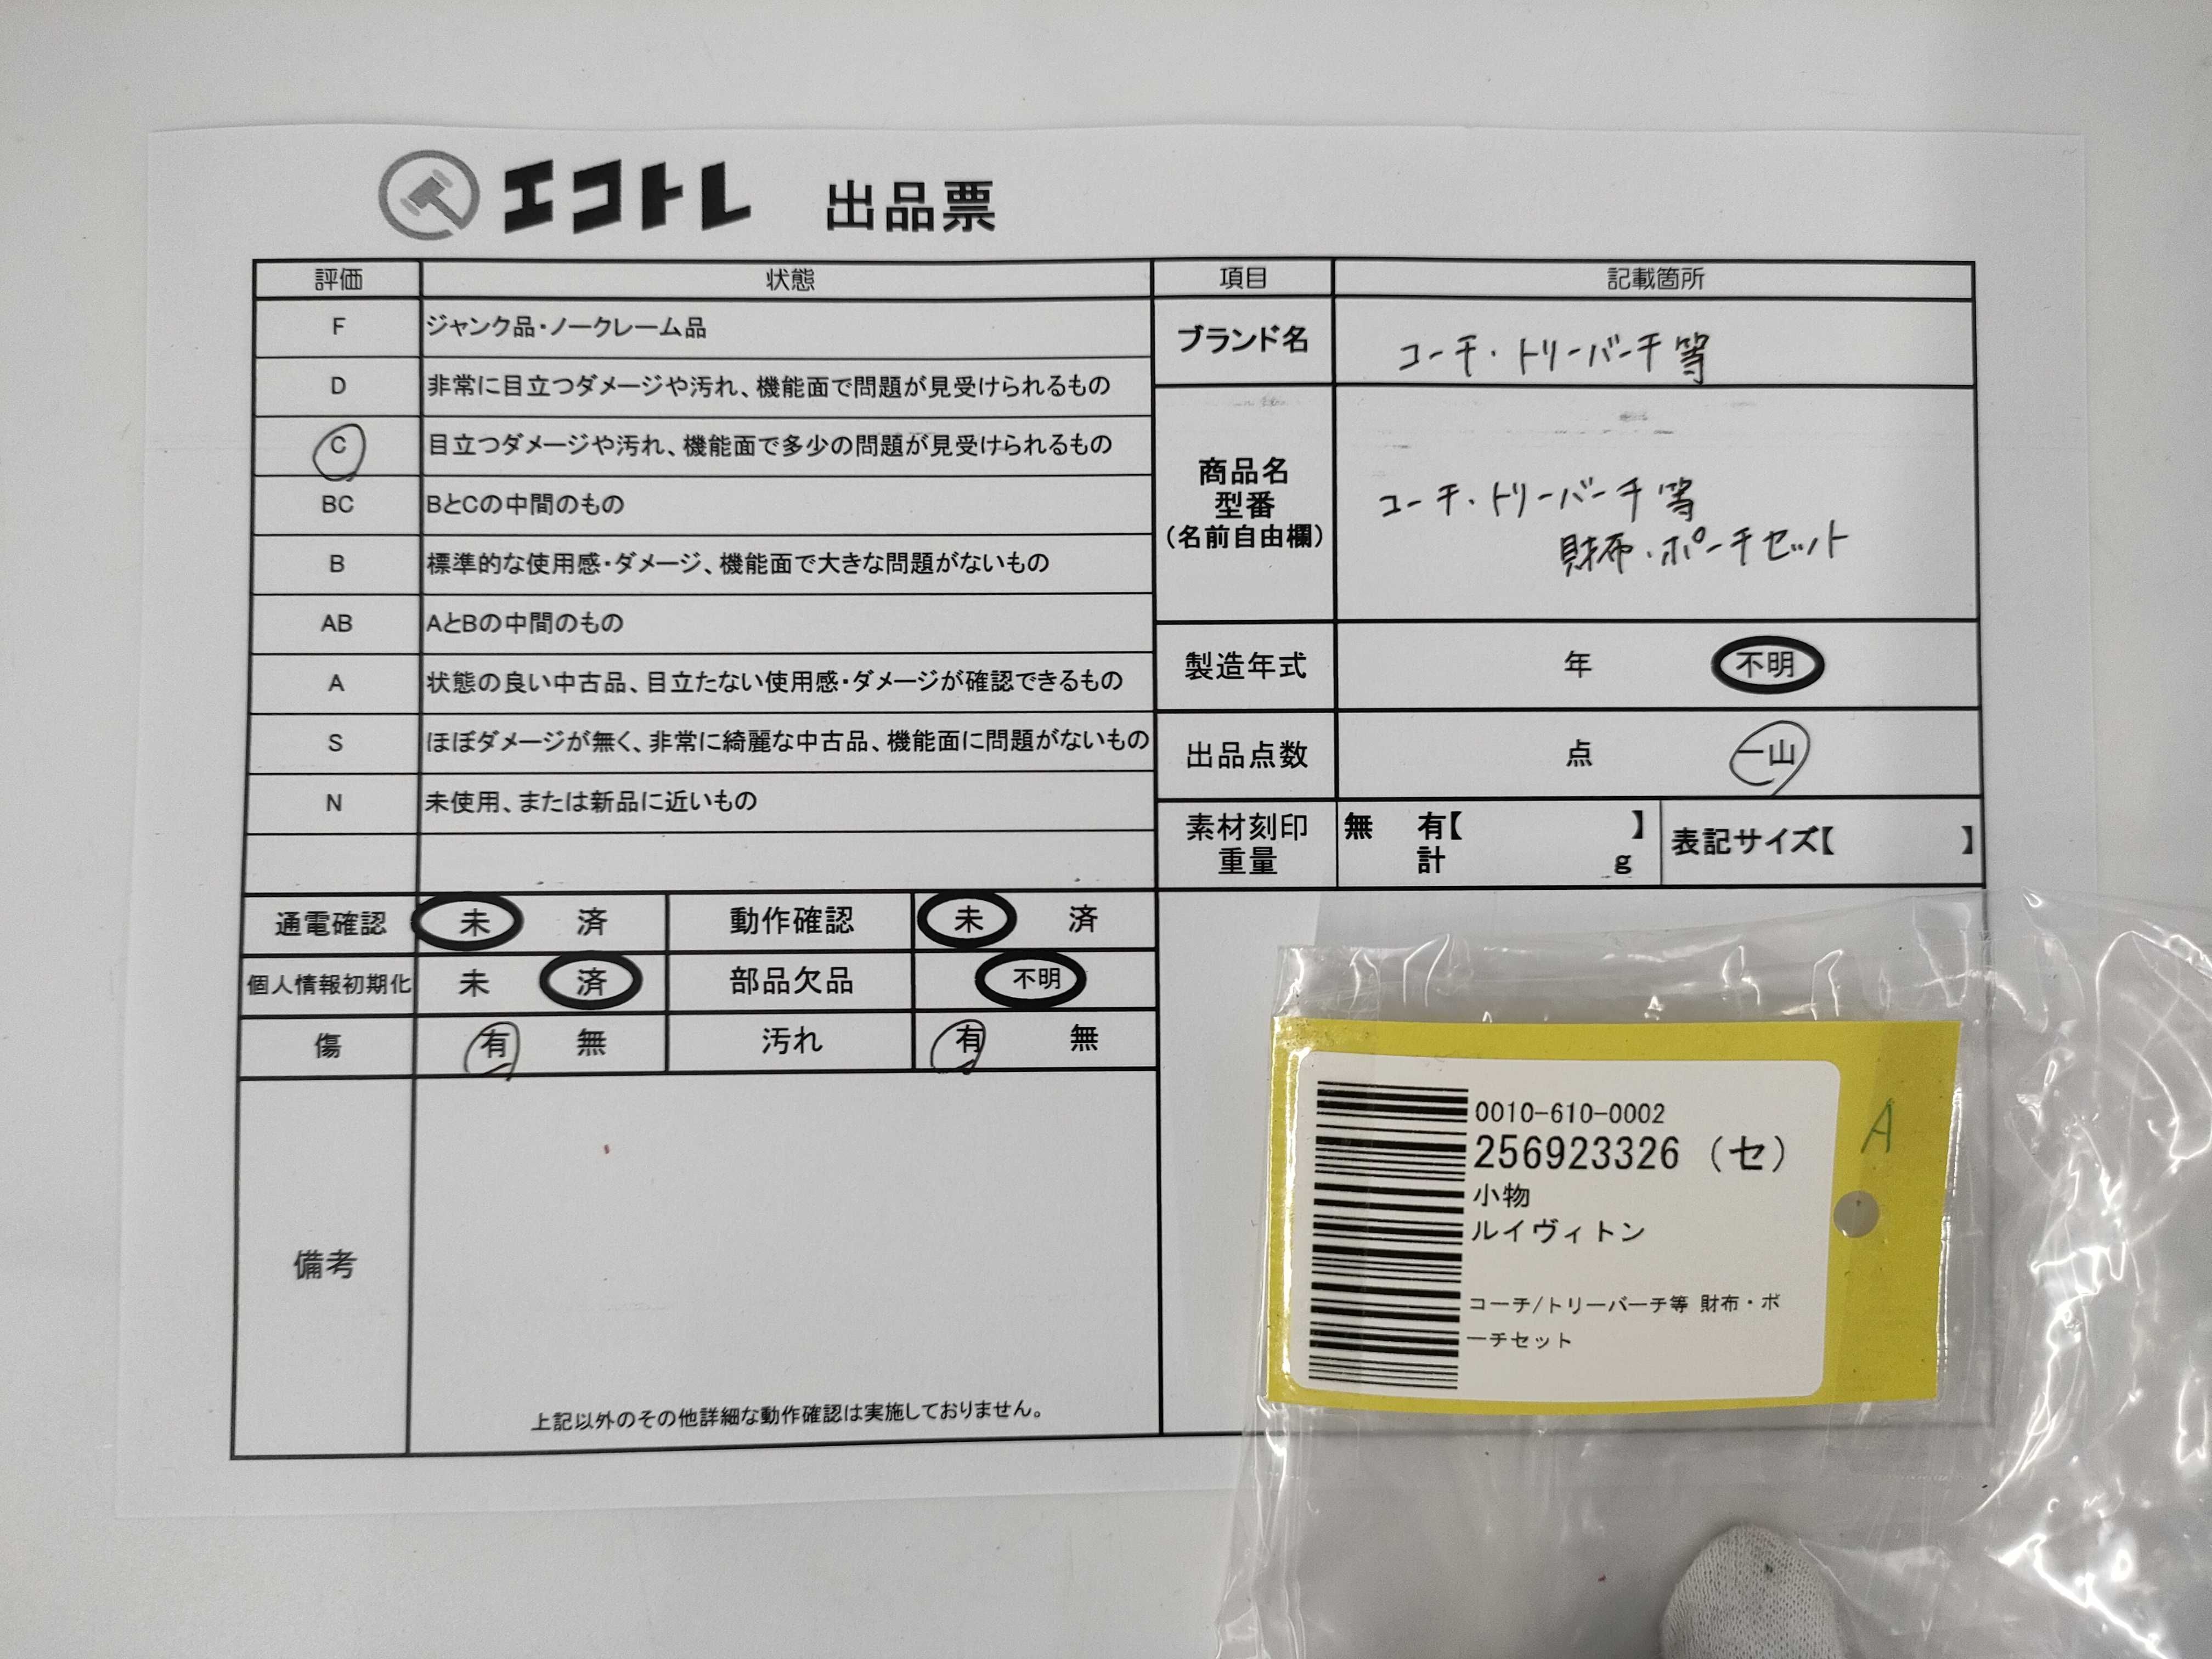 エコトレ 出品票
評価 状態 項目 記載箇所
F ジャンク品・ノークレーム品
D 非常に目立つダメージや汚れ、機能面で問題が見受けられるもの
C 目立つダメージや汚れ、機能面で多少の問題が見受けられるもの
BC BとCの中間のもの
B 標準的な使用感・ダメージ、機能面で大きな問題がないもの
AB AとBの中間のもの
A 状態の良い中古品、目立たない使用感・ダメージが確認できるもの
S ほぼダメージが無く、非常に綺麗な中古品、機能面に問題がないもの
N 未使用、または新品に近いもの
ブランド名 コーチ・トリーバーチ等
商品名
型番
(名前自由欄)
コーチ・トリーバーチ等
財布・ポーチセット
製造年式 年 不明
出品点数 点 一山
素材刻印
重量
無 有【 】
計 g
表記サイズ【 】
通電確認 未 済 動作確認 未 済
個人情報初期化 未 済 部品欠品 不明
傷 有 無 汚れ 有 無
備考
上記以外のその他詳細な動作確認は実施しておりません。
0010-610-0002
256923326 (セ)
小物
ルイヴィトン
コーチ/トリーバーチ等 財布・ポ
ーチセット
A